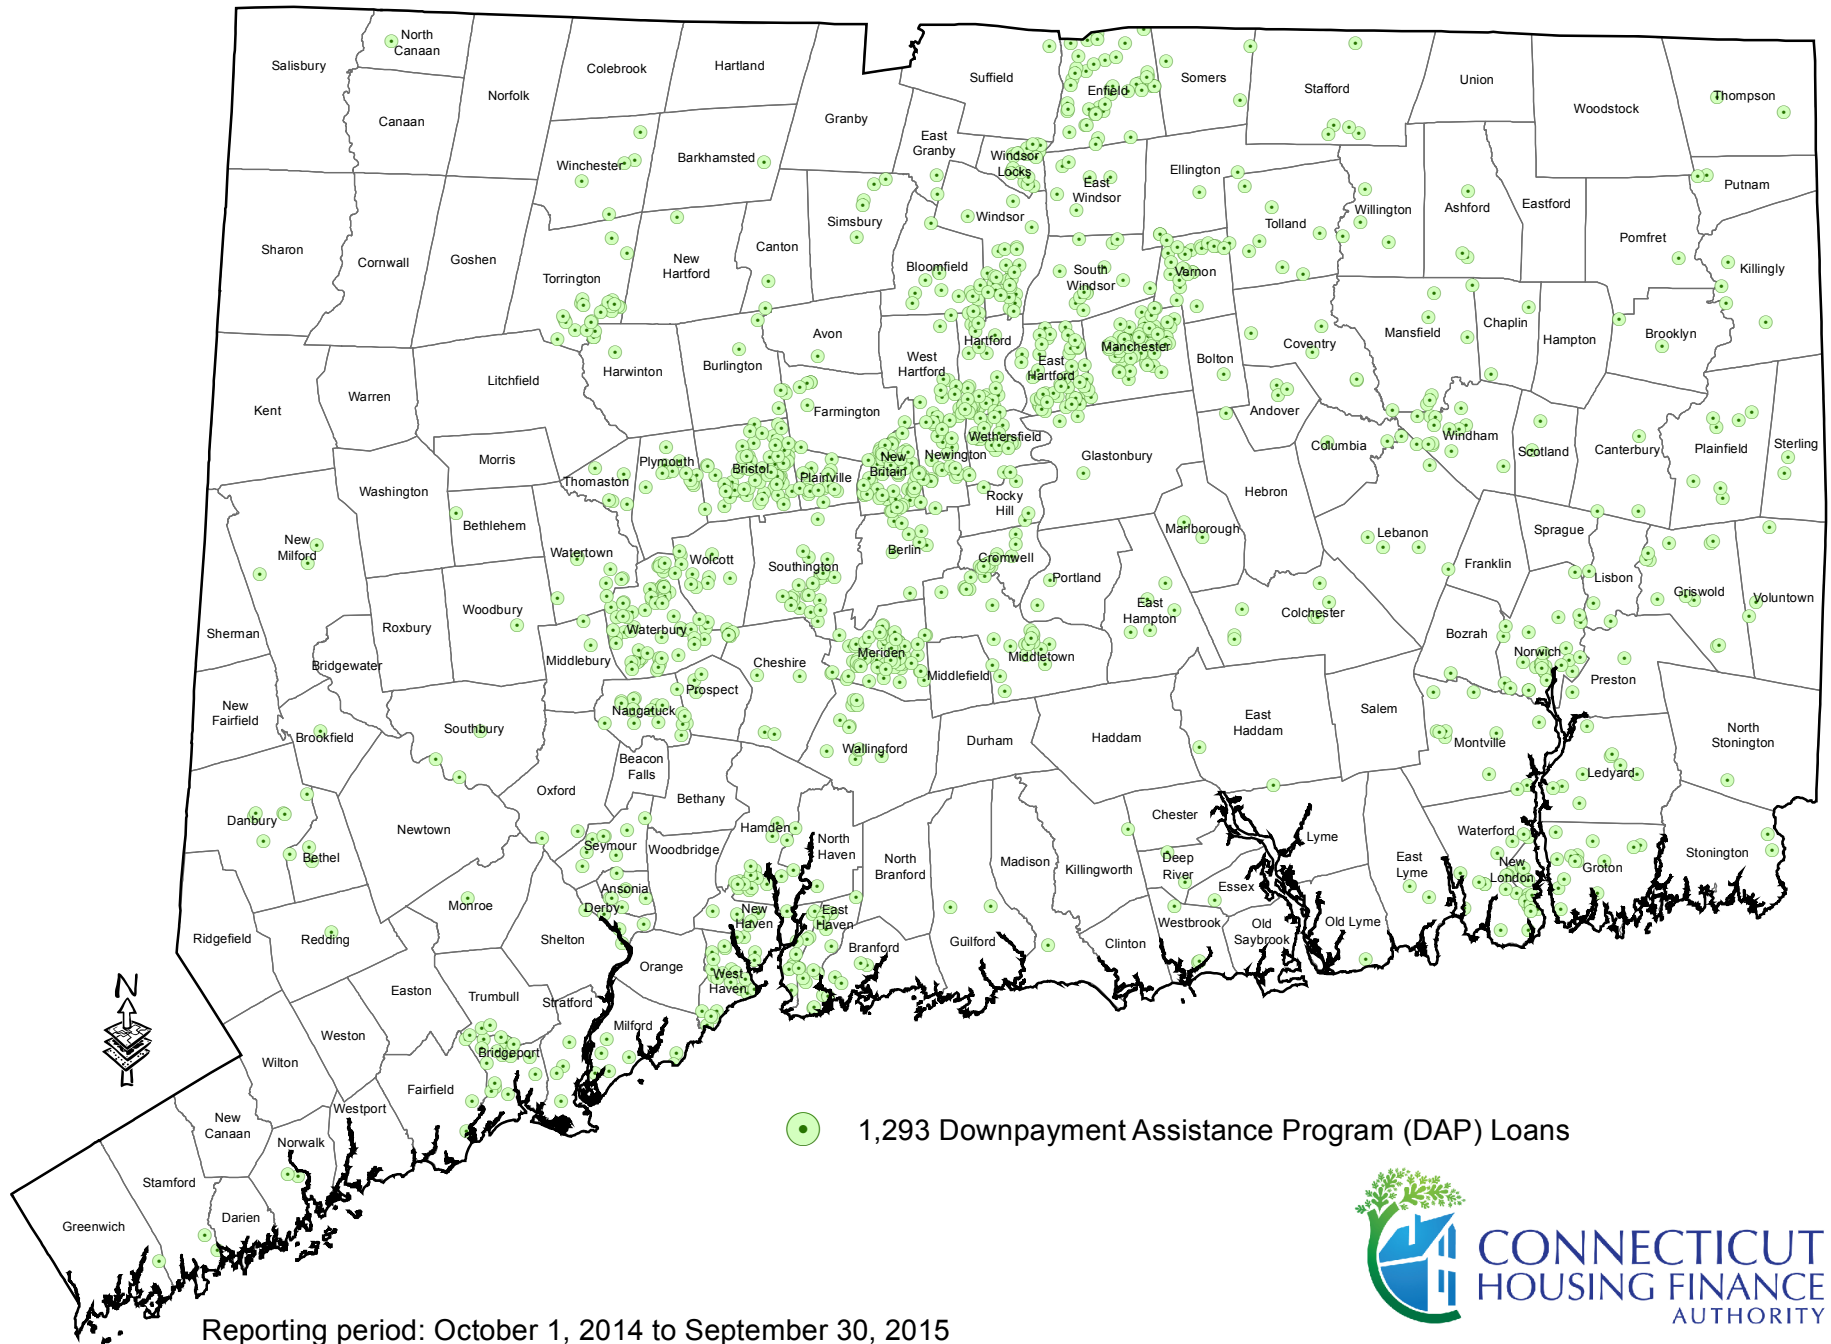 North
Canaan
Salisbury
Colebrook
Hartland
Suffield
Somers
Union
Enfield
Stafford
Norfolk
Thompson
Woodstock
Canaan
Granby
East
Granby
Windsor
Locks
Winchester
Barkhamsted
Ellington
East
Windsor
Putnam
Willington
Ashford
Eastford
Windsor
Simsbury
Tolland
Pomfret
Sharon
Canton
Cornwall
Goshen
New
Hartford
Bloomfield
South
Windsor
Vernon
Killingly
Torrington
Avon
Hartford
Manchester
Mansfield
Chaplin
Hampton
Brooklyn
Coventry
West
Hartford
East
Hartford
Bolton
Burlington
Harwinton
Litchfield
Warren
Kent
Farmington
Andover
Wethersfield
Windham
Columbia
Scotland
Canterbury
Plainfield
Sterling
Morris
Plymouth
Bristol
New
Britain
Newington
Glastonbury
Thomaston
Plainville
Washington
Hebron
Rocky
Hill
Bethlehem
Marlborough
Lebanon
Sprague
New
Milford
Watertown
Wolcott
Southington
Berlin
Cromwell
Franklin
Lisbon
Portland
Griswold
Voluntown
Woodbury
East
Hampton
Colchester
Roxbury
Waterbury
Sherman
Bozrah
Norwich
Middlebury
Bridgewater
Cheshire
Meriden
Middletown
Middlefield
Preston
Prospect
New
Fairfield
Naugatuck
Salem
East
Haddam
Southbury
Brookfield
Wallingford
Durham
Haddam
Montville
North
Stonington
Beacon
Falls
Ledyard
Oxford
Bethany
Danbury
Newtown
Hamden
Chester
Lyme
Waterford
North
Haven
Seymour
Woodbridge
Bethel
North
Branford
Madison
Killingworth
Deep
River
East
Lyme
New
London
Groton
Stonington
Ansonia
Essex
Monroe
Derby
New
Haven
East
Haven
Westbrook
Old
Saybrook
Old Lyme
Ridgefield
Redding
Shelton
Branford
Guilford
Clinton
Orange
West
Haven
Easton
Trumbull
Stratford
Milford
Weston
Bridgeport
Wilton
Fairfield
N
Westport
New
Canaan
Norwalk
Stamford
Darien
Greenwich
1,293 Downpayment Assistance Program (DAP) Loans
CONNECTICUT
HOUSING FINANCE
AUTHORITY
Reporting period: October 1, 2014 to September 30, 2015